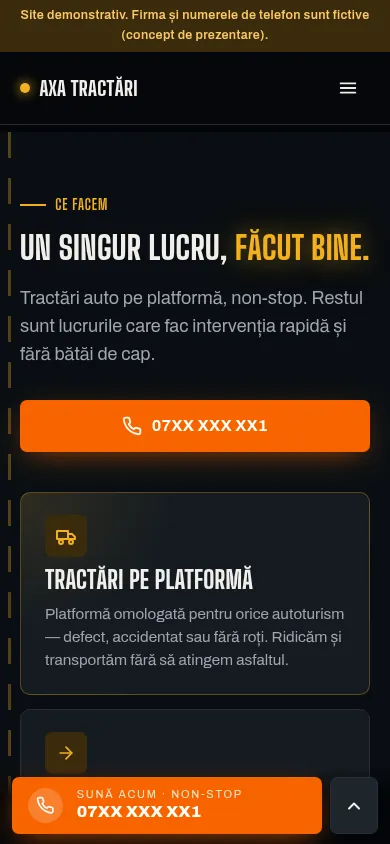 Site demonstrativ. Firma și numerele de telefon sunt fictive
(concept de prezentare).
AXA TRACTĂRI
CE FACEM
UN SINGUR LUCRU, FĂCUT BINE.
Tractări auto pe platformă, non-stop. Restul
sunt lucrurile care fac intervenția rapidă și
fără bătăi de cap.
07XX XXX XX1
TRACTĂRI PE PLATFORMĂ
Platformă omologată pentru orice autoturism
— defect, accidentat sau fără roți. Ridicăm și
transportăm fără să atingem asfaltul.
SUNĂ ACUM · NON-STOP
07XX XXX XX1